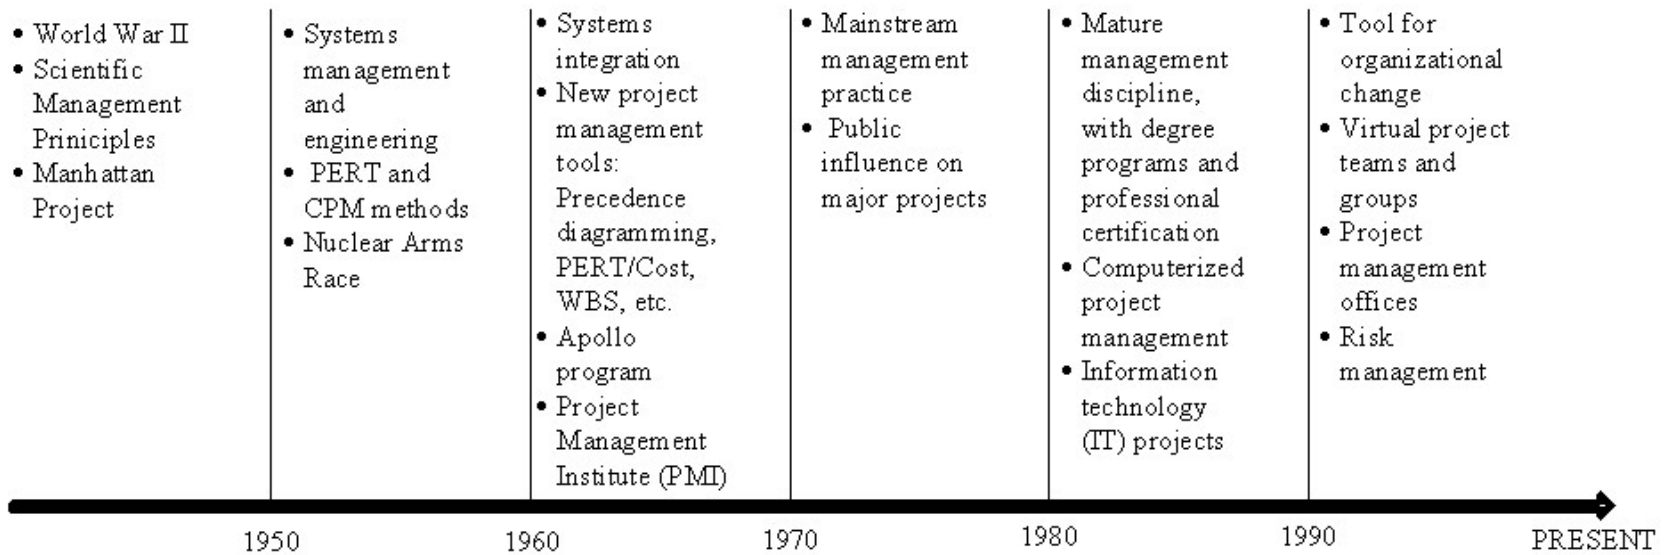 • World War II
• Scientific
Management
Priniciples
• Manhattan
Project
• Systems
management
and
engineering
• PERT and
CPM methods
• Nuclear Arms
Race
• Systems
integration
• New project
management
tools:
Precedence
diagramming,
PERT/Cost,
WBS, etc.
• Apollo
program
• Project
Management
Institute (PMI)
• Mainstream
management
practice
• Public
influence on
major projects
• Mature
management
discipline,
with degree
programs and
professional
certification
• Computerized
project
management
• Information
technology
(IT) projects
• Tool for
organizational
change
• Virtual project
teams and
groups
• Project
management
offices
• Risk
management
1950
1960
1970
1980
1990
PRESENT